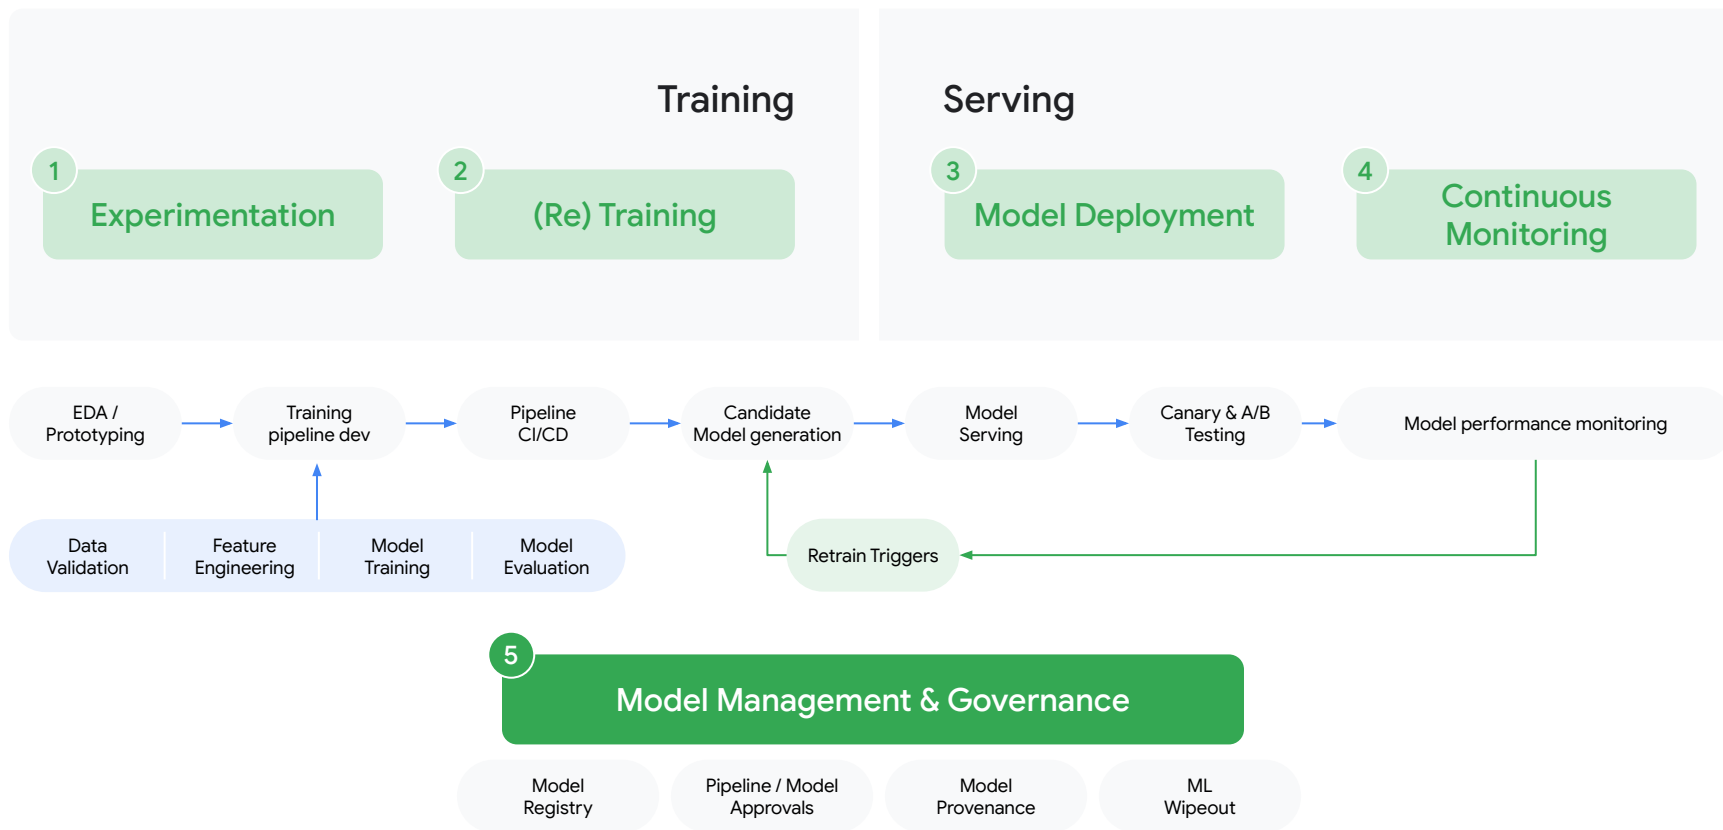 Training
Serving
1
Experimentation
2
(Re) Training
3
Model Deployment
4
Continuous
Monitoring
EDA /
Prototyping
Training
pipeline dev
Pipeline
CI/CD
Candidate
Model generation
Model
Serving
Canary & A/B
Testing
Model performance monitoring
Data
Validation
Feature
Engineering
Model
Training
Model
Evaluation
Retrain Triggers
5
Model Management & Governance
Model
Registry
Pipeline / Model
Approvals
Model
Provenance
ML
Wipeout